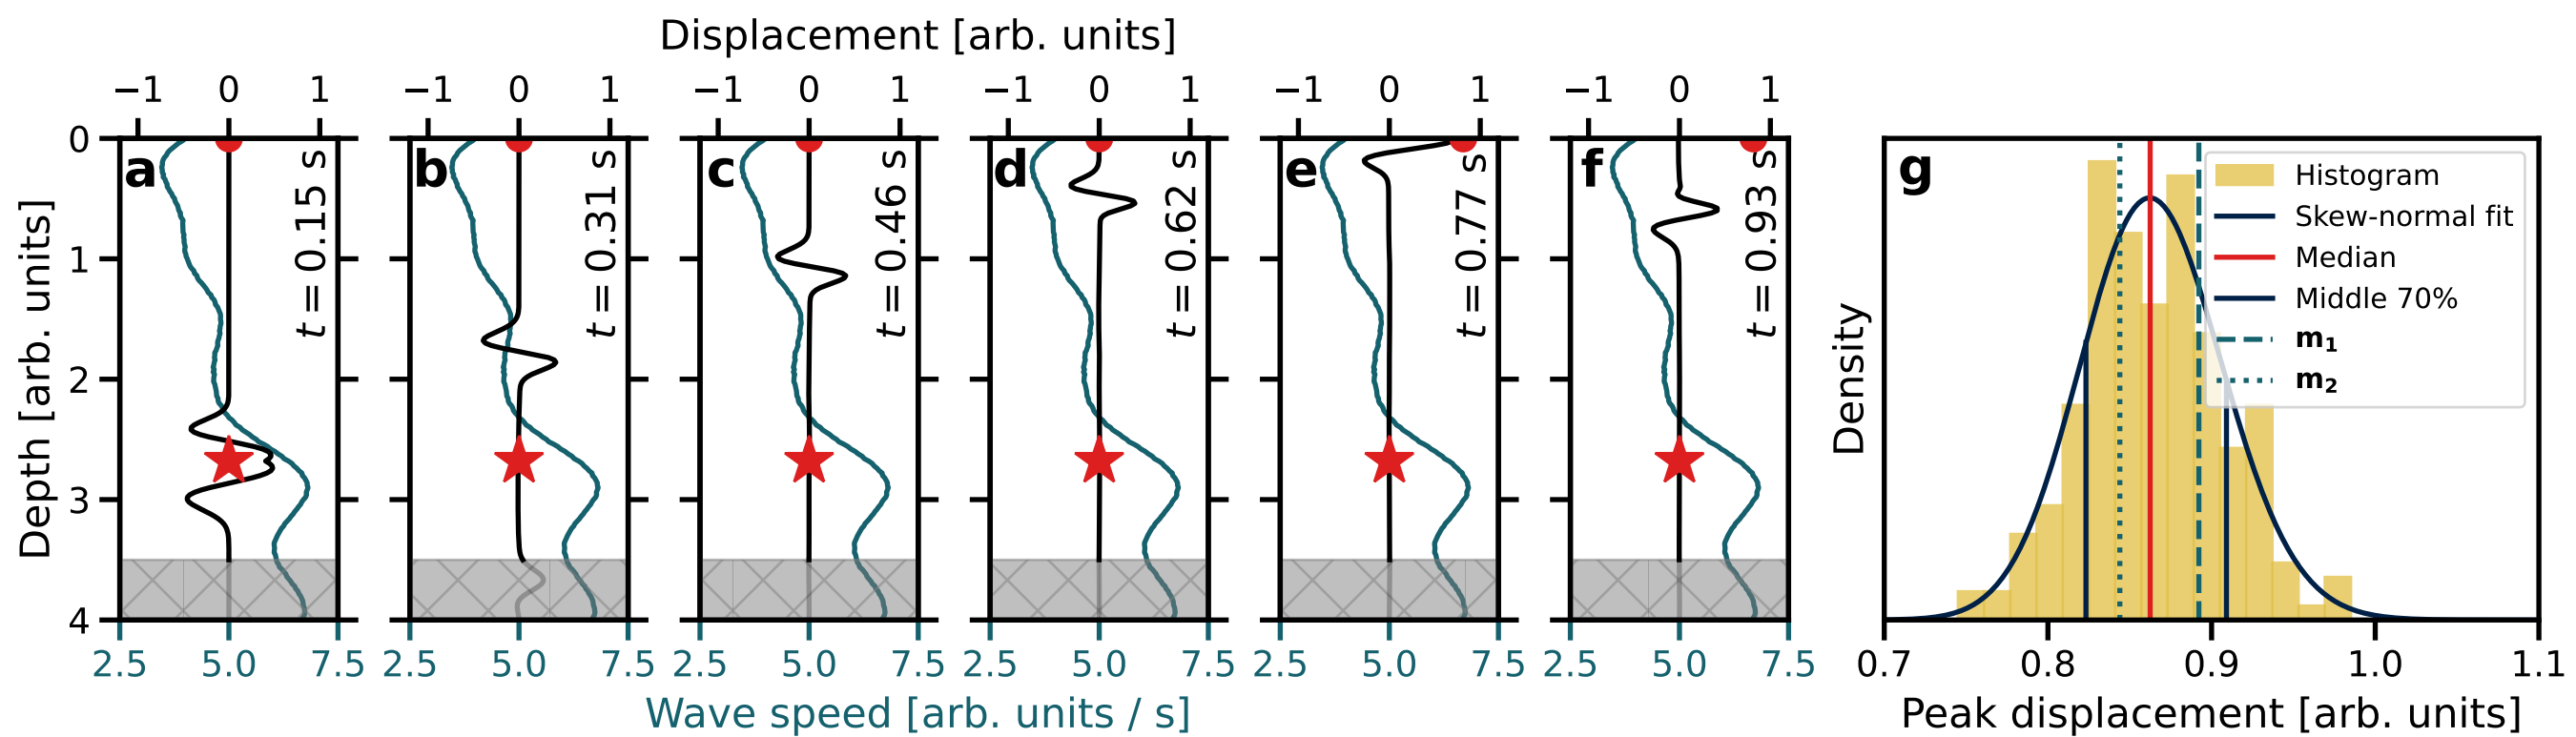 Displacement [arb. units]
−1 0 1 −1 0 1 −1 0 1 −1 0 1 −1 0 1 −1 0 1
Depth [arb. units]
0
1
2
3
4
a
t = 0.15 s
b
t = 0.31 s
c
t = 0.46 s
d
t = 0.62 s
e
t = 0.77 s
f
t = 0.93 s
2.5 5.0 7.5 2.5 5.0 7.5 2.5 5.0 7.5 2.5 5.0 7.5 2.5 5.0 7.5 2.5 5.0 7.5
Wave speed [arb. units / s]
g
Density
Histogram
Skew-normal fit
Median
Middle 70%
m1
m2
0.7 0.8 0.9 1.0 1.1
Peak displacement [arb. units]